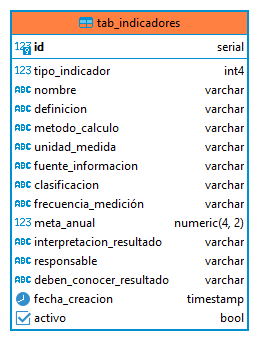 tab_indicadores
123 id serial
123 tipo_indicador int4
ABC nombre varchar
ABC definicion varchar
ABC metodo_calculo varchar
ABC unidad_medida varchar
ABC fuente_informacion varchar
ABC clasificacion varchar
ABC frecuencia_medición varchar
123 meta_anual numeric(4, 2)
ABC interpretacion_resultado varchar
ABC responsable varchar
ABC deben_conocer_resultado varchar
fecha_creacion timestamp
activo bool